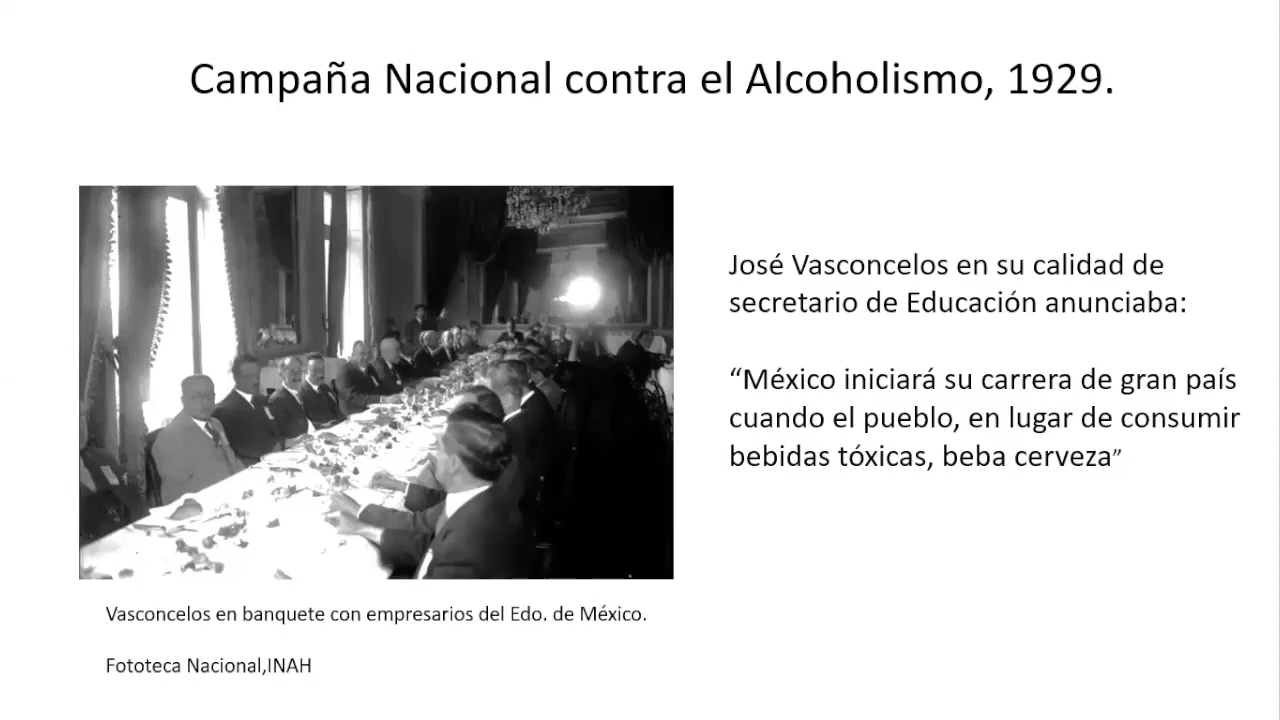 Campaña Nacional contra el Alcoholismo, 1929.
José Vasconcelos en su calidad de
secretario de Educación anunciaba:
“México iniciará su carrera de gran país
cuando el pueblo, en lugar de consumir
bebidas tóxicas, beba cerveza”
Vasconcelos en banquete con empresarios del Edo. de México.
Fototeca Nacional,INAH